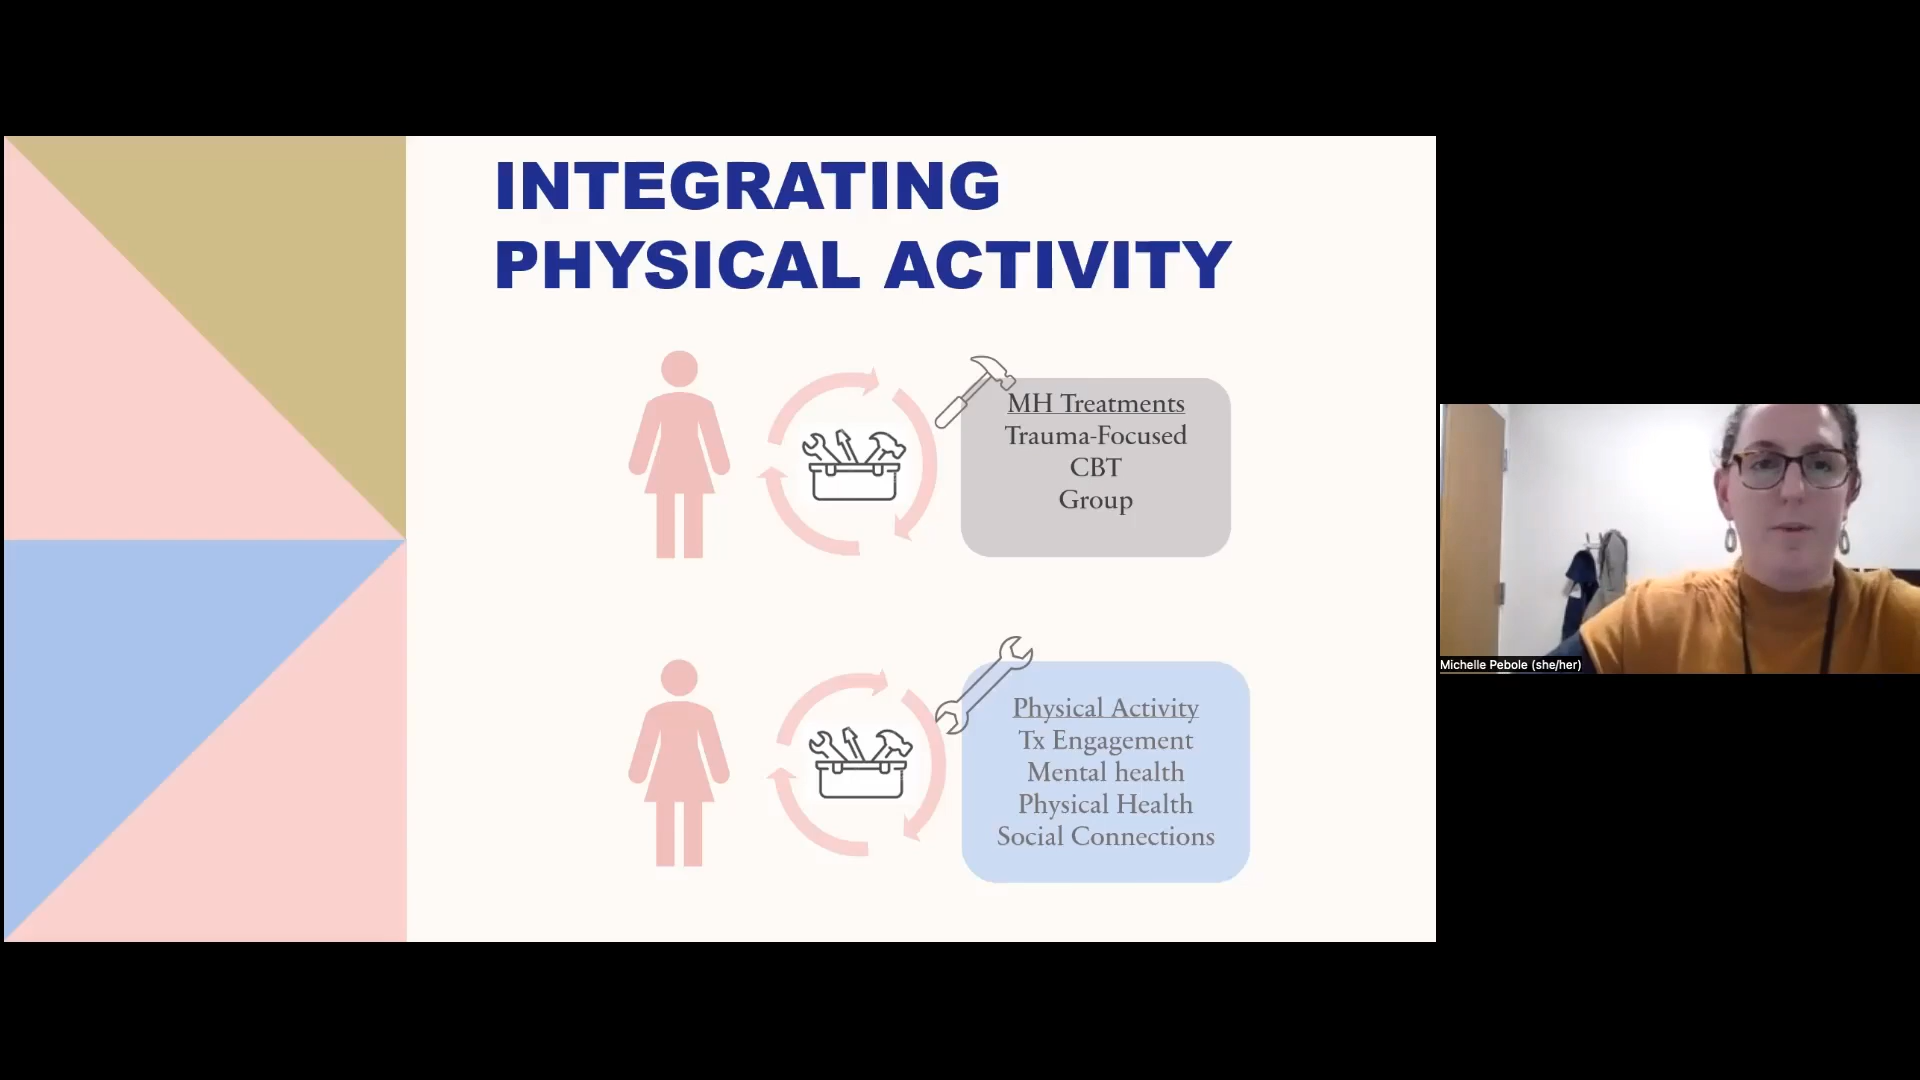 INTEGRATING
PHYSICAL ACTIVITY
MH Treatments
Trauma-Focused
CBT
Group
Physical Activity
Tx Engagement
Mental health
Physical Health
Social Connections
Michelle Pebole (she/her)